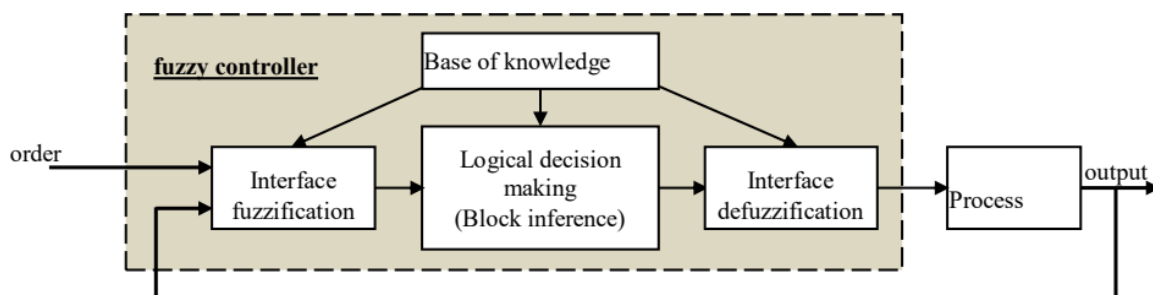 Base of knowledge
fuzzy controller
order
Interface
fuzzification
Logical decision
making
(Block inference)
Interface
defuzzification
Process
output